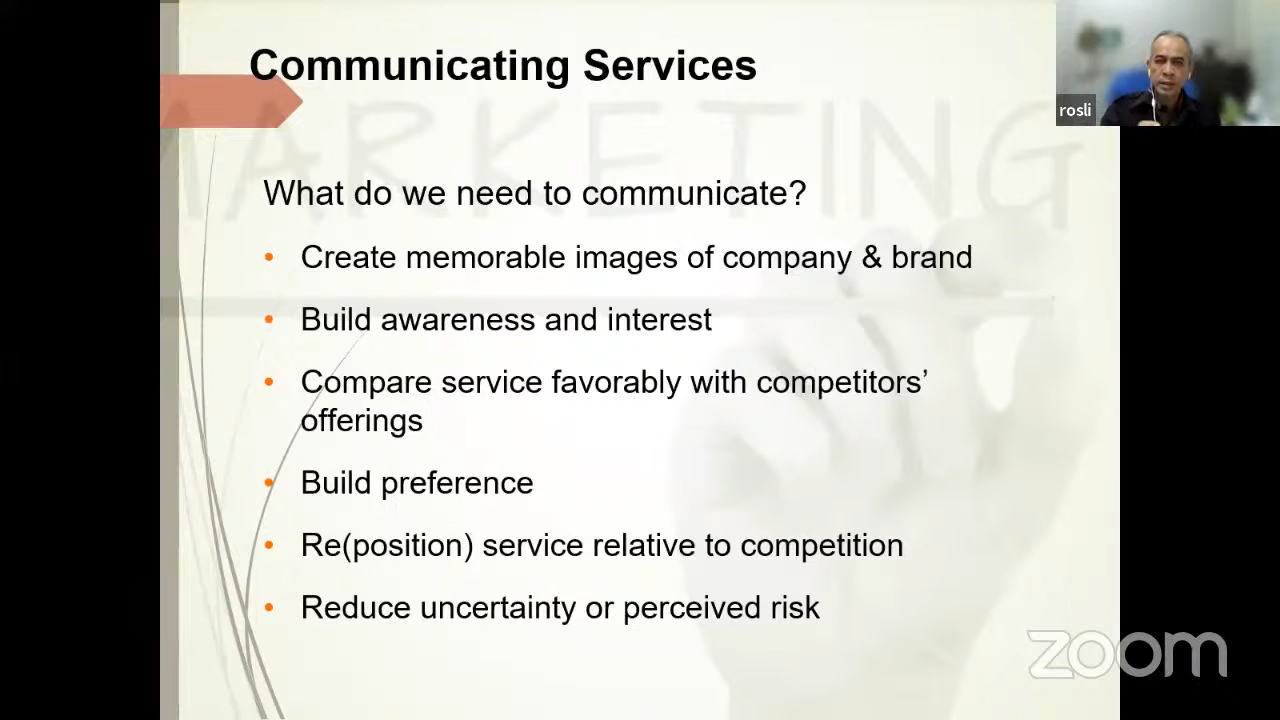 Communicating Services
rosli
MARKETING
What do we need to communicate?
• Create memorable images of company & brand
• Build awareness and interest
• Compare service favorably with competitors’
offerings
• Build preference
• Re(position) service relative to competition
• Reduce uncertainty or perceived risk
zoom